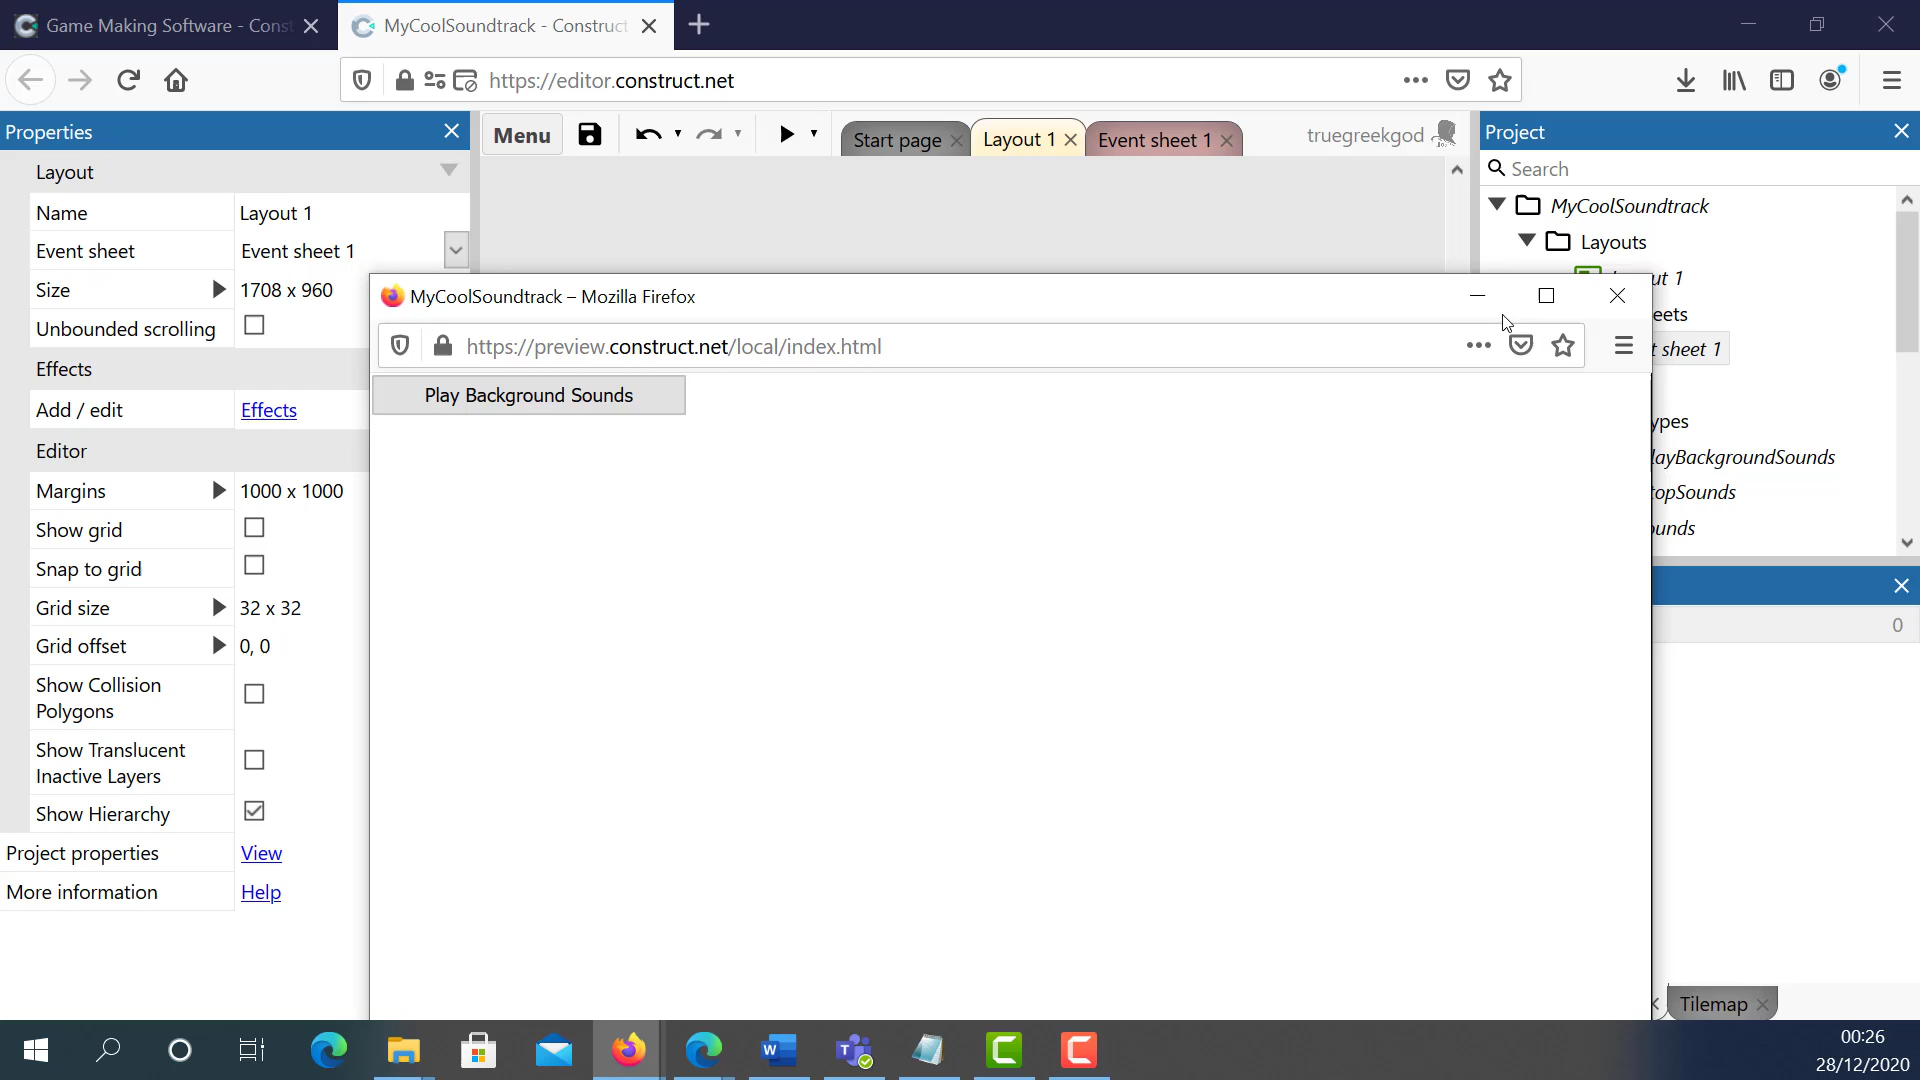 Game Making Software - Const
MyCoolSoundtrack - Construct
https://editor.construct.net
Properties
Menu
Start page
Layout 1
Event sheet 1
truegreekgod
Project
Layout
Search
Name
Layout 1
MyCoolSoundtrack
Event sheet
Event sheet 1
Layouts
Size
1708 x 960
MyCoolSoundtrack – Mozilla Firefox
ut 1
Unbounded scrolling
eets
https://preview.construct.net/local/index.html
t sheet 1
Effects
Add / edit
Effects
Play Background Sounds
ypes
Editor
layBackgroundSounds
Margins
1000 x 1000
topSounds
Show grid
unds
Snap to grid
Grid size
32 x 32
Grid offset
0, 0
0
Show Collision
Polygons
Show Translucent
Inactive Layers
Show Hierarchy
Project properties
View
More information
Help
Tilemap
00:26
28/12/2020